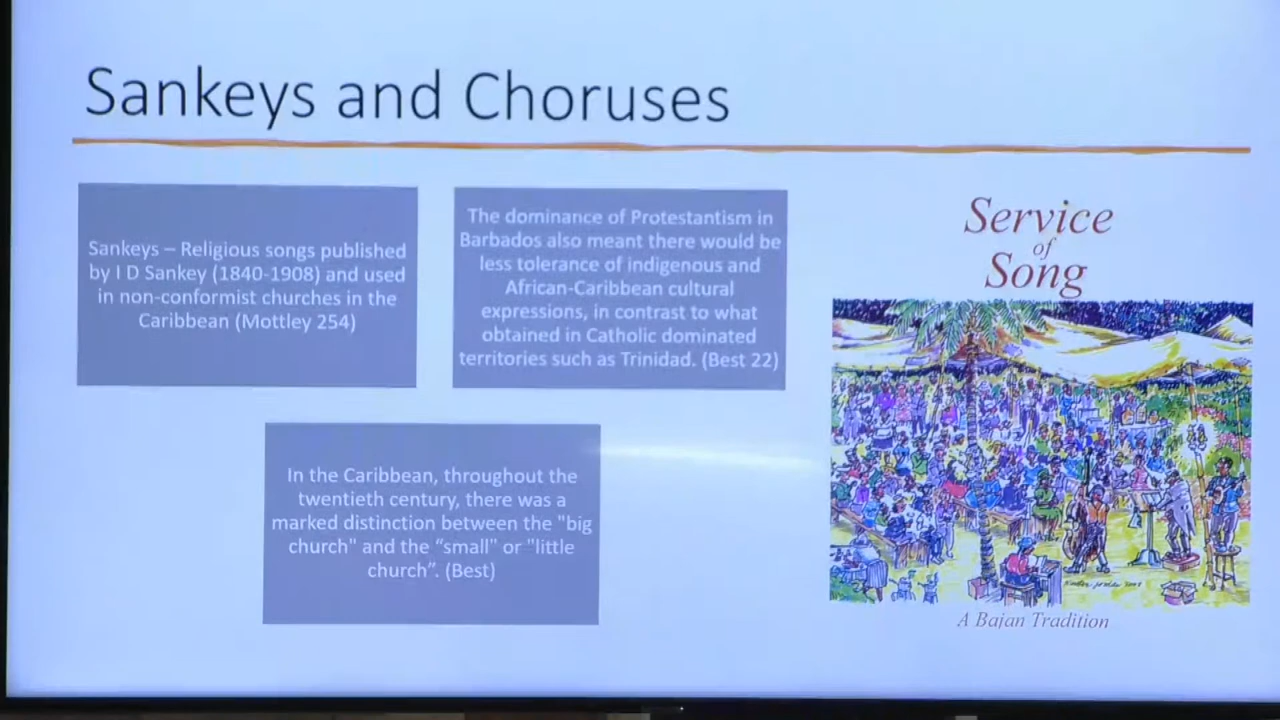 Sankeys and Choruses
Sankeys – Religious songs published
by I D Sankey (1840-1908) and used
in non-conformist churches in the
Caribbean (Mottley 254)
The dominance of Protestantism in
Barbados also meant there would be
less tolerance of indigenous and
African-Caribbean cultural
expressions, in contrast to what
obtained in Catholic dominated
territories such as Trinidad. (Best 22)
In the Caribbean, throughout the
twentieth century, there was a
marked distinction between the "big
church" and the “small" or "little
church”. (Best)
Service
of
Song
A Bajan Tradition